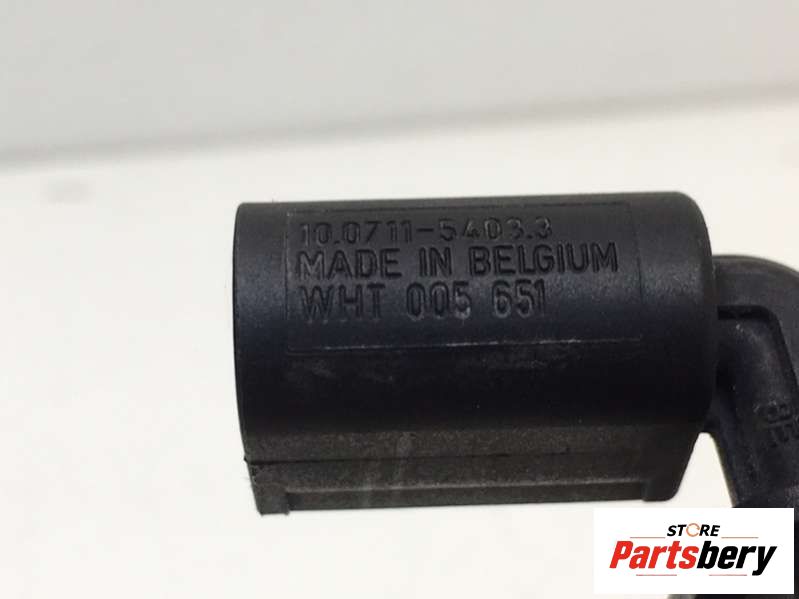 10.0711-5403.3
MADE IN BELGIUM
WHT 005 651
STORE
Partsbery